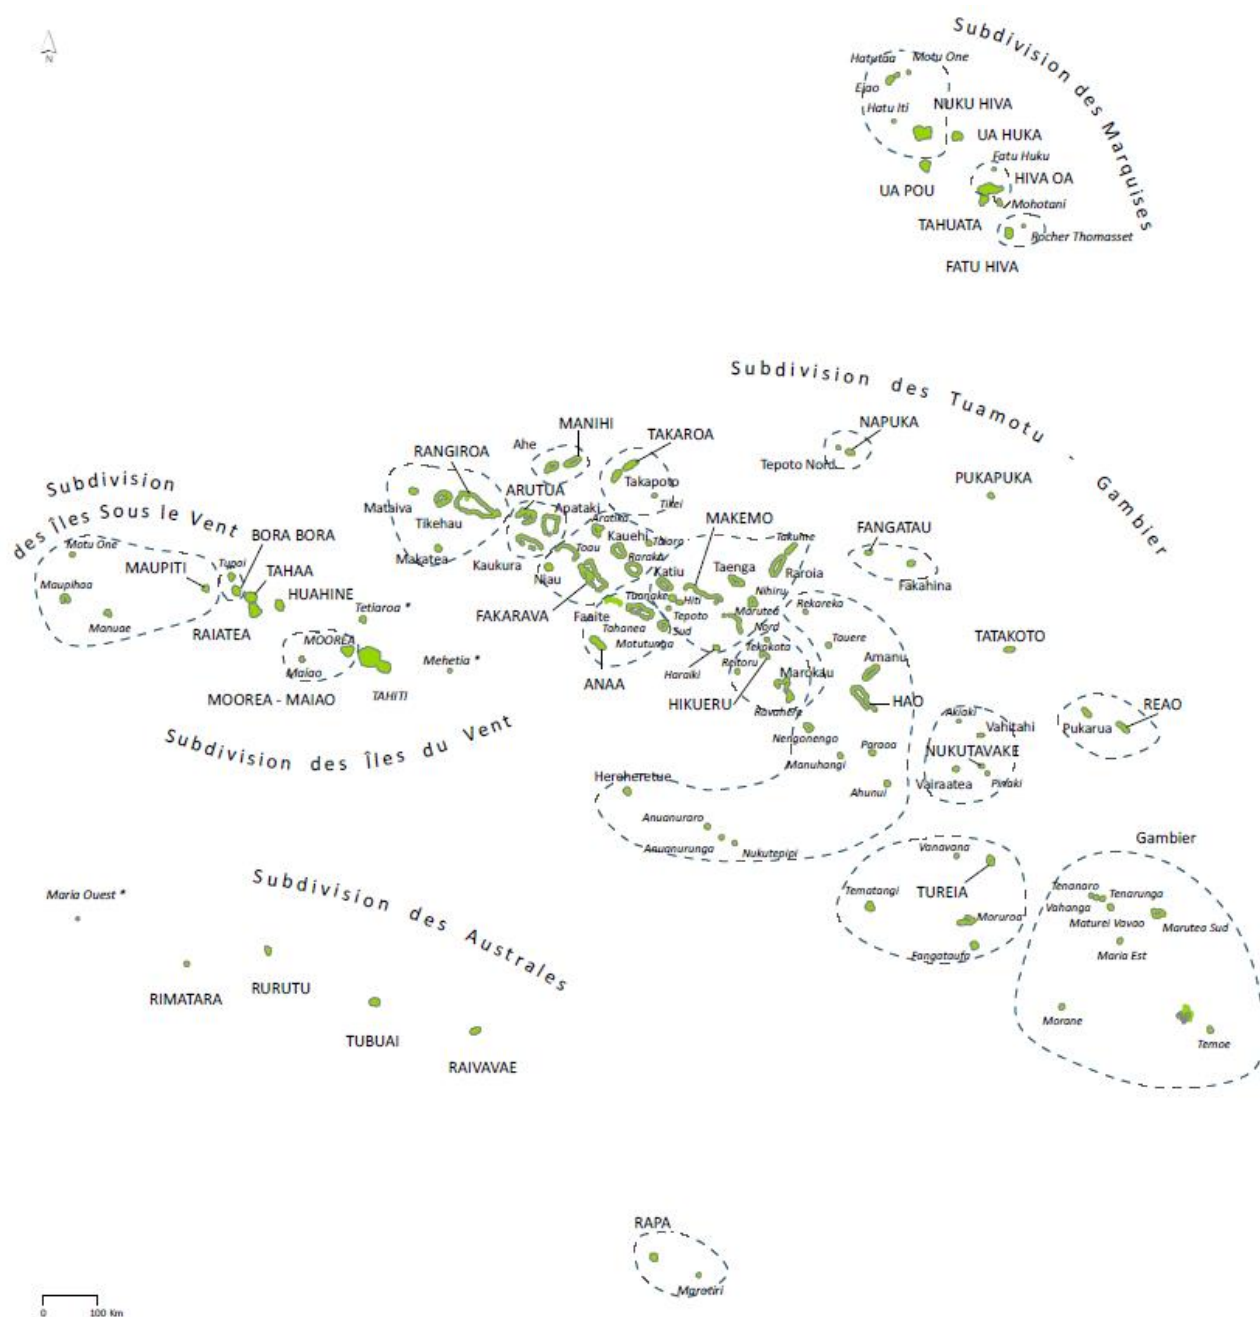 N
Subdivision des Marquises
Hatutaa
Motu One
Eiao
Hatu Iti
NUKU HIVA
UA HUKA
Fatu Huku
UA POU
HIVA OA
Mohotani
TAHUATA
Rocher Thomasset
FATU HIVA
Subdivision des Tuamotu - Gambier
MANIHI
Ahe
TAKAROA
NAPUKA
Tepoto Nord
RANGIROA
PUKAPUKA
Takapoto
Tikei
Mataiva
Tikehau
ARUTUA
Apataki
Aratika
MAKEMO
FANGATAU
Subdivision
des Îles Sous le Vent
Motu One
BORA BORA
Makatea
Kaukura
Toau
Kauehi
Taiaro
Raraka
Takume
Taenga
Raroia
Fakahina
MAUPITI
Tupai
TAHAA
Niau
Katiu
Maupihaa
HUAHINE
Tetiaroa *
FAKARAVA
Faaite
Tuanake
Hiti
Nihiru
Rekareka
Manuae
RAIATEA
Tahanea
Tepoto
Sud
Marutea
Nord
MOOREA
Motutunga
Tekokota
Tauere
TATAKOTO
Maiao
Mehetia *
ANAA
Haraiki
Reitoru
Marokau
Amanu
MOOREA - MAIAO
TAHITI
HIKUERU
Ravahere
HAO
Akiaki
Vahitahi
Pukarua
REAO
Subdivision des Îles du Vent
Nengonengo
Manuhangi
Paraoa
NUKUTAVAKE
Hereheretue
Ahunui
Vairaatea
Pinaki
Anuanuraro
Anuanurunga
Nukutepipi
Vanavana
Gambier
Subdivision des Australes
Maria Ouest *
Tematangi
TUREIA
Tenanaro
Tenarunga
Vahanga
Maturei Vavao
Marutea Sud
Moruroa
Fangataufa
Maria Est
RIMATARA
RURUTU
Morane
Temoe
TUBUAI
RAIVAVAE
RAPA
Marotiri
0
100 Km